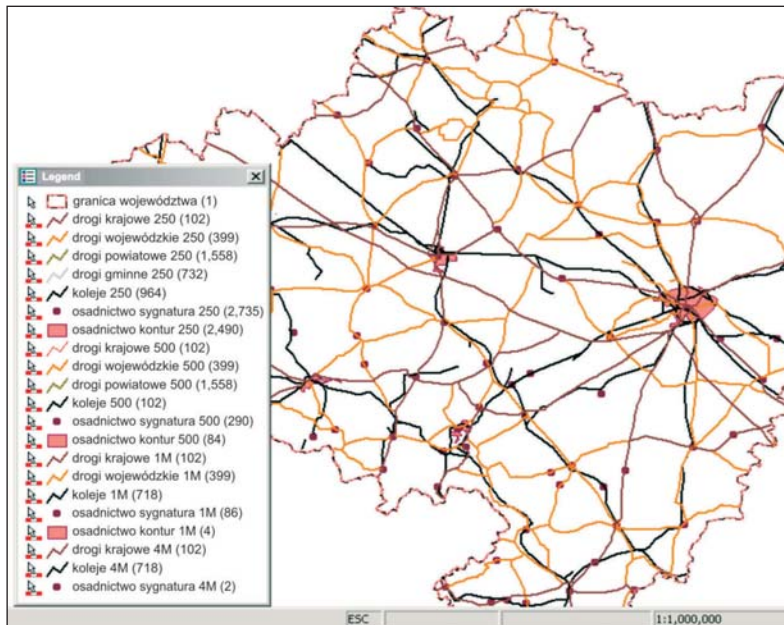 Legend
granica województwa (1)
drogi krajowe 250 (102)
drogi wojewódzkie 250 (399)
drogi powiatowe 250 (1,558)
drogi gminne 250 (732)
koleje 250 (964)
osadnictwo sygnatura 250 (2,735)
osadnictwo kontur 250 (2,490)
drogi krajowe 500 (102)
drogi wojewódzkie 500 (399)
drogi powiatowe 500 (1,558)
koleje 500 (102)
osadnictwo sygnatura 500 (290)
osadnictwo kontur 500 (84)
drogi krajowe 1M (102)
drogi wojewódzkie 1M (399)
koleje 1M (718)
osadnictwo sygnatura 1M (86)
osadnictwo kontur 1M (4)
drogi krajowe 4M (102)
koleje 4M (718)
osadnictwo sygnatura 4M (2)
ESC
1:1,000,000